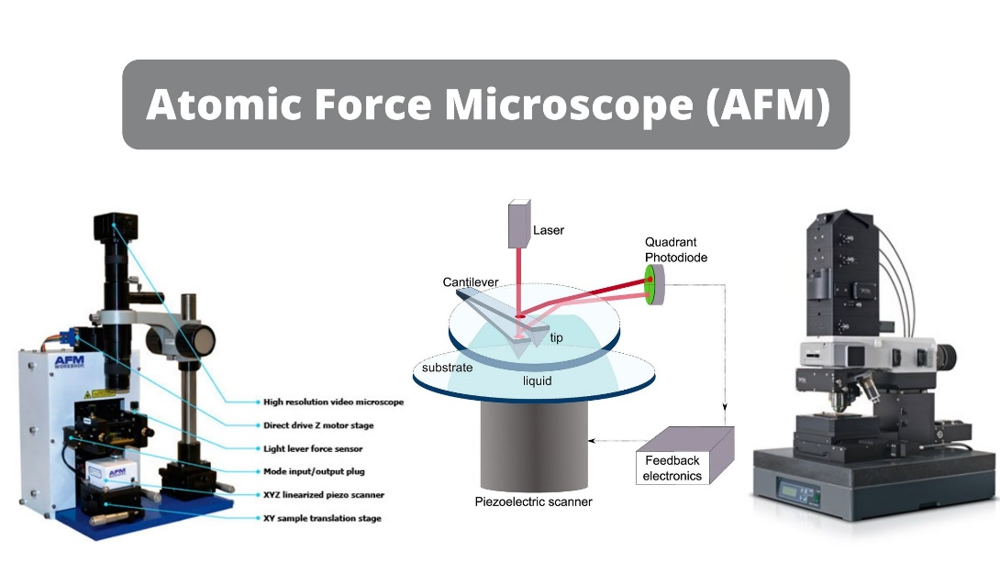 Atomic Force Microscope (AFM)
AFM
WORKSHOP
High resolution video microscope
Direct drive Z motor stage
Light lever force sensor
Mode input/output plug
XYZ linearized piezo scanner
XY sample translation stage
AFM
Laser
Quadrant
Photodiode
Cantilever
tip
substrate
liquid
Feedback
electronics
Piezoelectric scanner